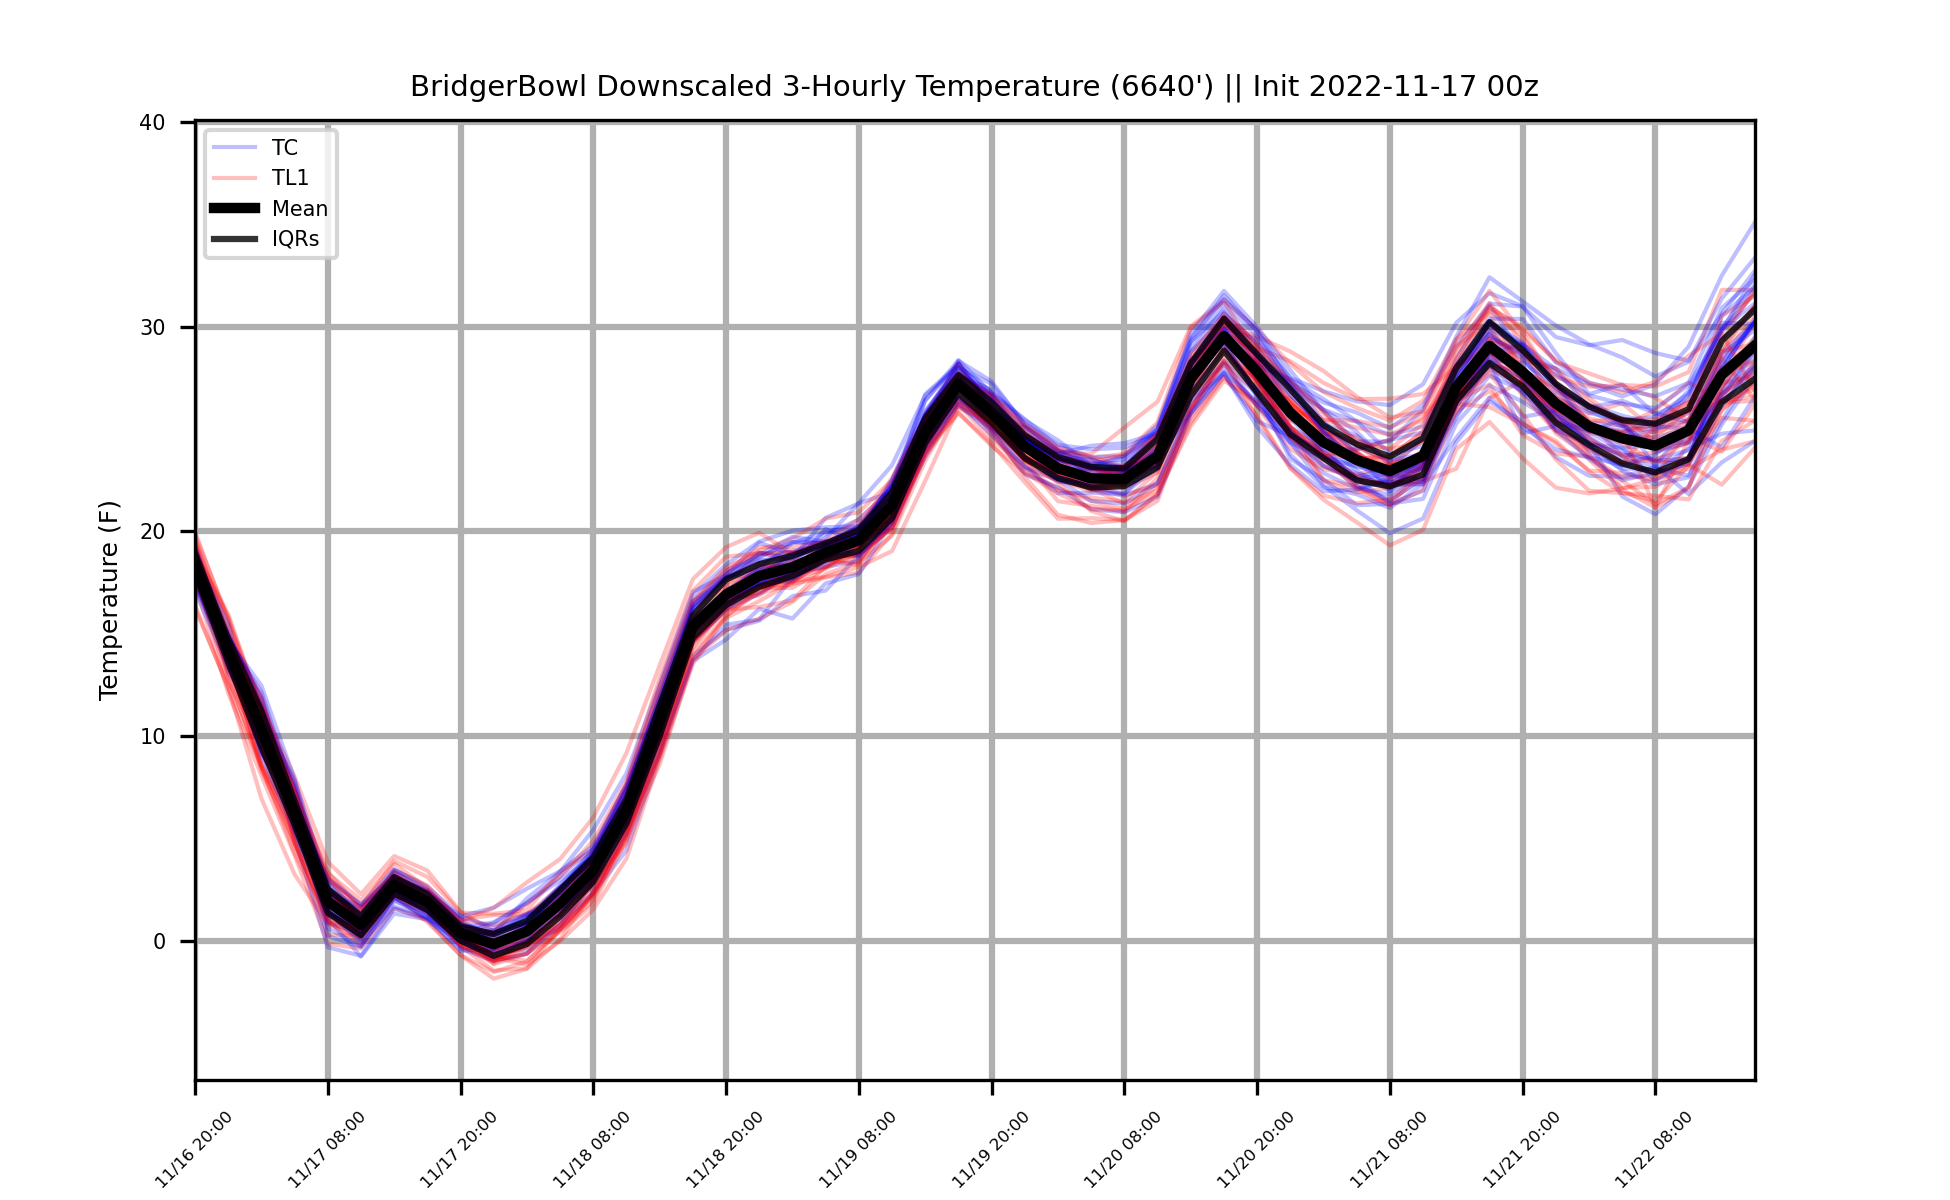 BridgerBowl Downscaled 3-Hourly Temperature (6640') || Init 2022-11-17 00z
TC
TL1
Mean
IQRs
Temperature (F)
40
30
20
10
0
11/16 20:00
11/17 08:00
11/17 20:00
11/18 08:00
11/18 20:00
11/19 08:00
11/19 20:00
11/20 08:00
11/20 20:00
11/21 08:00
11/21 20:00
11/22 08:00